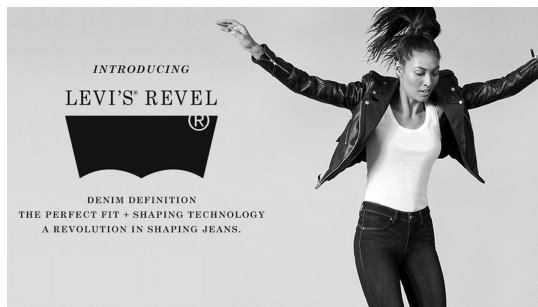 INTRODUCING
LEVI'S® REVEL
®
DENIM DEFINITION
THE PERFECT FIT + SHAPING TECHNOLOGY
A REVOLUTION IN SHAPING JEANS.